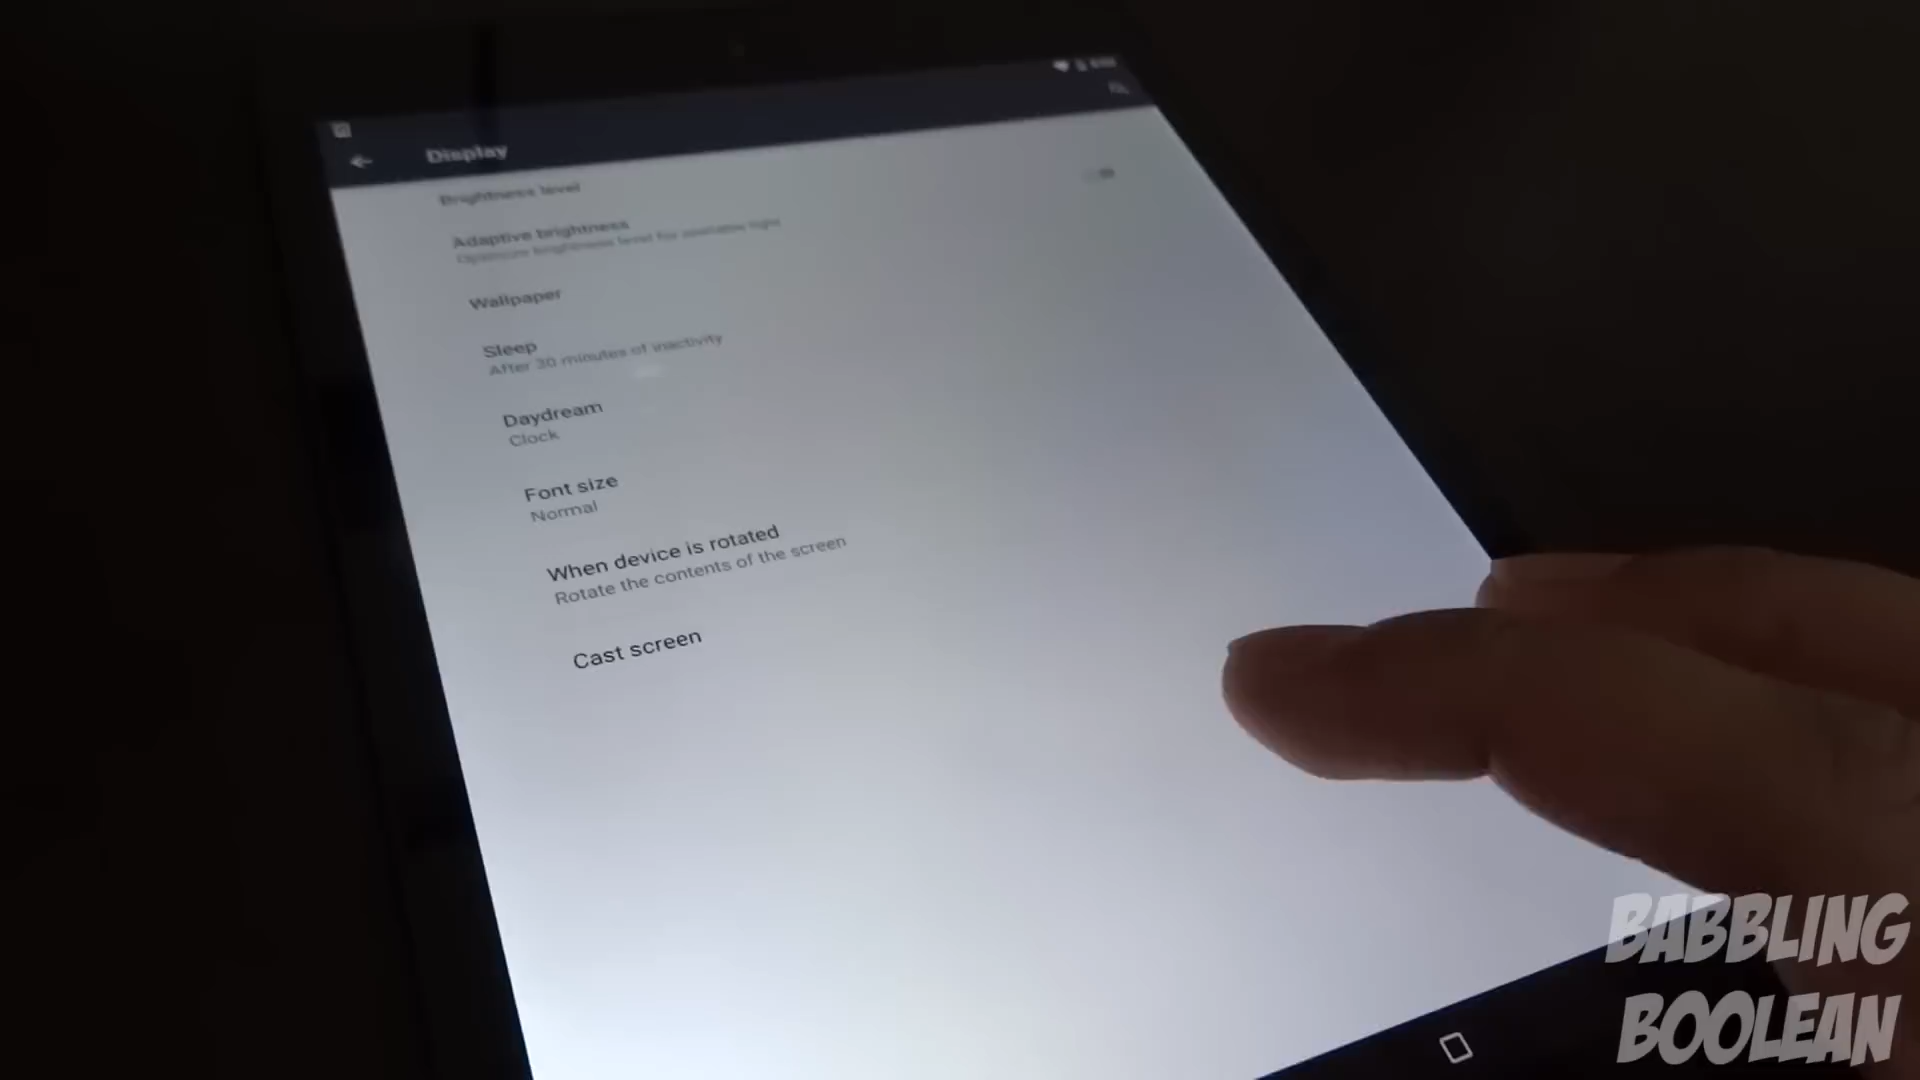 Display
Brightness level
Adaptive brightness
Optimize brightness level for available light
Wallpaper
Sleep
After 30 minutes of inactivity
Daydream
Clock
Font size
Normal
When device is rotated
Rotate the contents of the screen
Cast screen
BABBLING
BOOLEAN